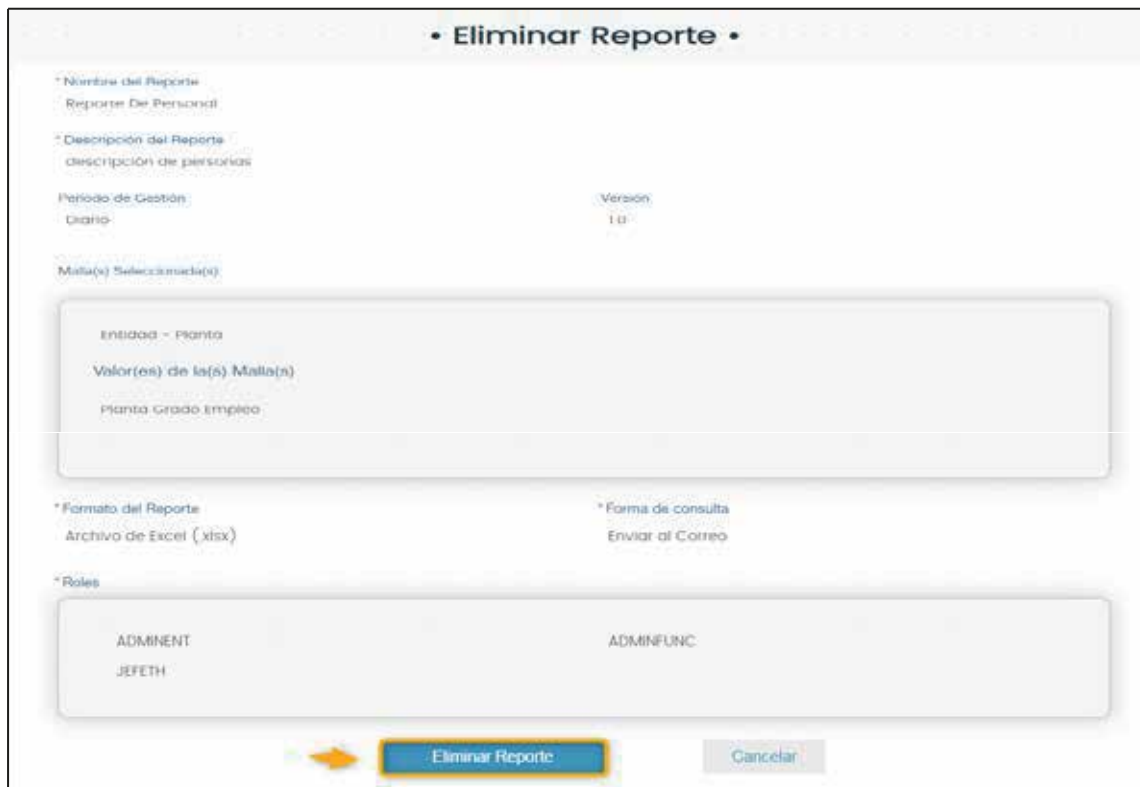 • Eliminar Reporte •
* Nombre del Reporte
Reporte De Personal
* Descripción del Reporte
descripción de personas
Periodo de Gestión
Versión
Diario
1.0
Malla(s) Seleccionada(s)
Entidad - Planta
Valor(es) de la(s) Malla(s)
Planta Grado Empleo
* Formato del Reporte
* Forma de consulta
Archivo de Excel (.xlsx)
Enviar al Correo
* Roles
ADMINENT
ADMINFUNC
JEFETH
Eliminar Reporte
Cancelar